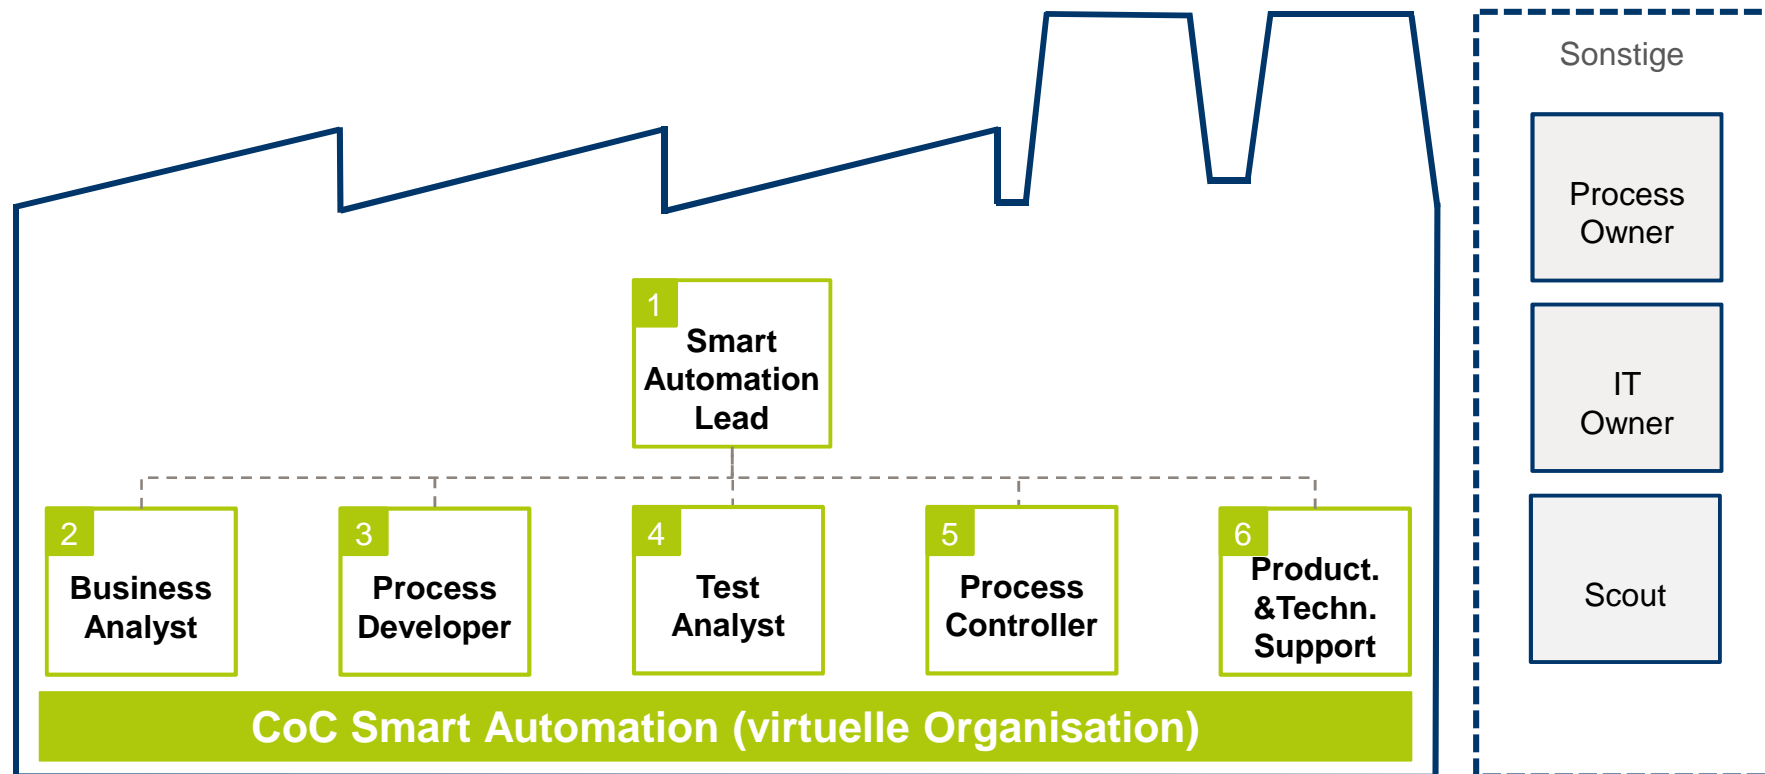 1
Smart
Automation
Lead
2
Business
Analyst
3
Process
Developer
4
Test
Analyst
5
Process
Controller
6
Product.
&Techn.
Support
CoC Smart Automation (virtuelle Organisation)
Sonstige
Process
Owner
IT
Owner
Scout